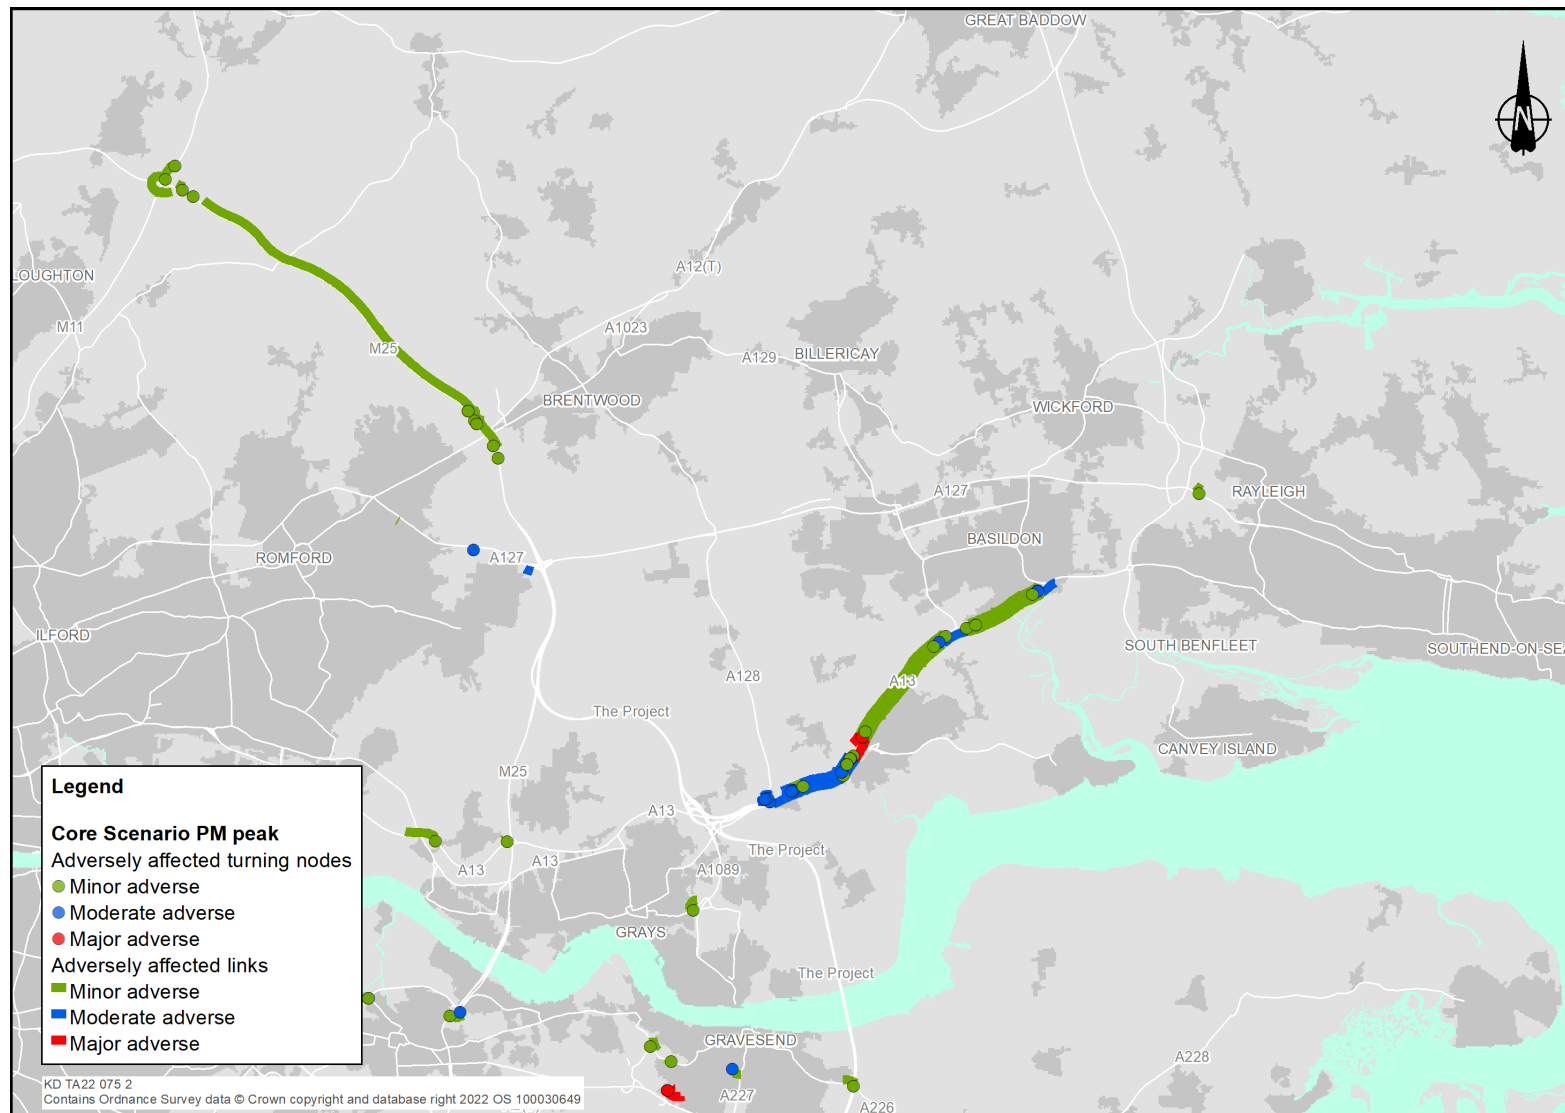 GREAT BADDOW
N
LOUGHTON
A12(T)
M11
A1023
M25
A129
BILLERICAY
BRENTWOOD
WICKFORD
A127
RAYLEIGH
BASILDON
ROMFORD
A127
ILFORD
SOUTH BENFLEET
SOUTHEND-ON-SEA
A128
A13
The Project
CANVEY ISLAND
M25
A13
The Project
A13
A13
A1089
GRAYS
The Project
GRAVESEND
A228
A227
A226
Legend
Core Scenario PM peak
Adversely affected turning nodes
Minor adverse
Moderate adverse
Major adverse
Adversely affected links
Minor adverse
Moderate adverse
Major adverse
KD TA22 075 2
Contains Ordnance Survey data © Crown copyright and database right 2022 OS 100030649